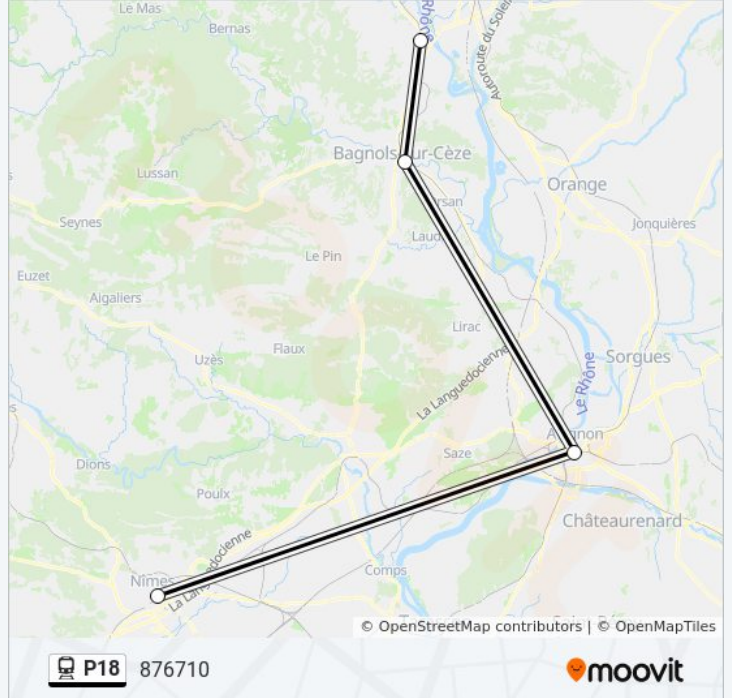 Le Mas
Rhône
Bernas
Autoroute du Soleil
Bagnols-sur-Cèze
Lussan
Orange
Seynes
Jonquières
Laud
Le Pin
Euzet
Aigaliers
Lirac
Flaux
Uzès
Sorgues
La Languedocienne
Le Rhône
Avignon
Saze
Dions
Poulx
Châteaurenard
La Languedocienne
Comps
Nîmes
© OpenStreetMap contributors | © OpenMapTiles
P18 876710 moovit